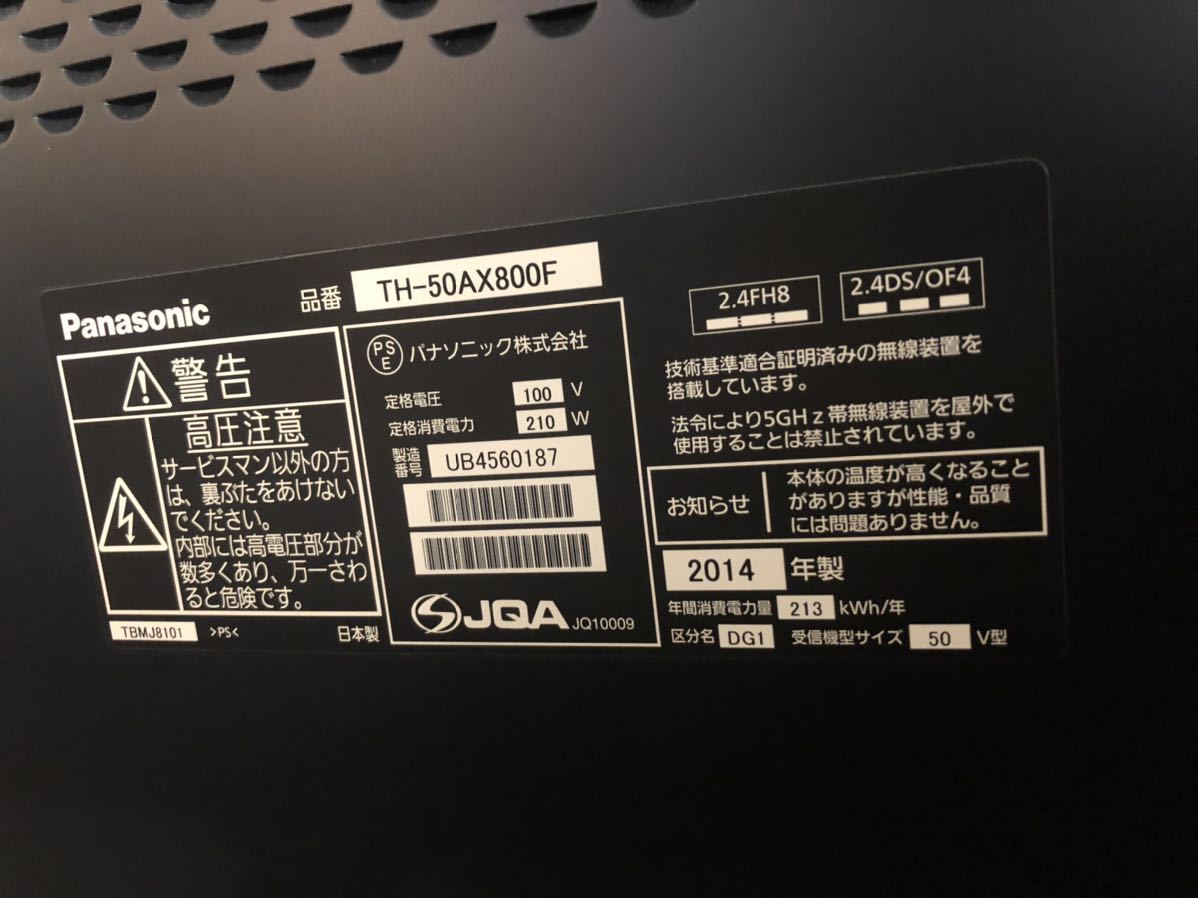 Panasonic
品番 TH-50AX800F
警告
高圧注意
サービスマン以外の方
は、裏ぶたをあけない
でください。
内部には高電圧部分が
数多くあり、万一さわ
ると危険です。
TBMJ8101 >PS< 日本製
PSE パナソニック株式会社
定格電圧 100 V
定格消費電力 210 W
製造番号 UB4560187
JQA JQ10009
2.4FH8 2.4DS/OF4
技術基準適合証明済みの無線装置を
搭載しています。
法令により5GHz帯無線装置を屋外で
使用することは禁止されています。
お知らせ
本体の温度が高くなること
がありますが性能・品質
には問題ありません。
2014 年製
年間消費電力量 213 kWh/年
区分名 DG1 受信機型サイズ 50 V型